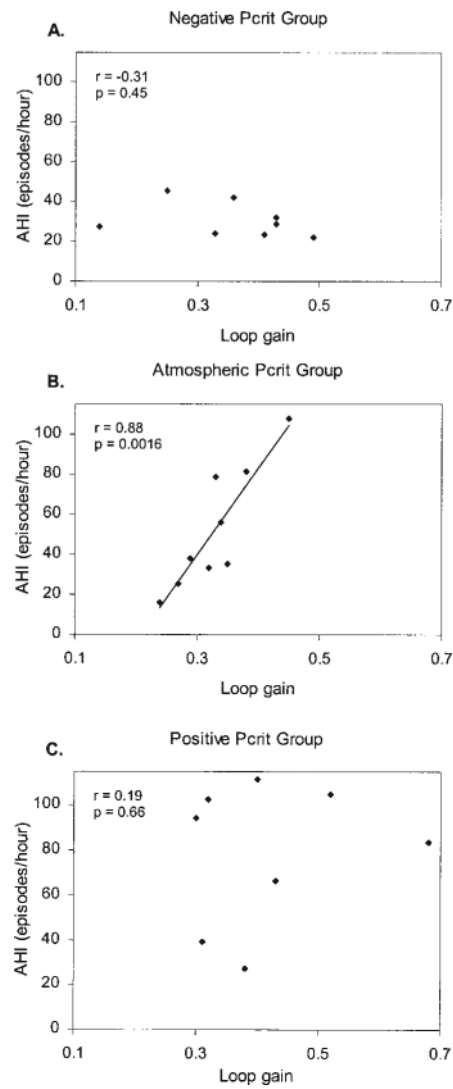 Negative Pcrit Group
A.
r = -0.31
p = 0.45
100
80
60
40
20
0
AHI (episodes/hour)
0.1 0.3 0.5 0.7
Loop gain
Atmospheric Pcrit Group
B.
r = 0.88
p = 0.0016
100
80
60
40
20
0
AHI (episodes/hour)
0.1 0.3 0.5 0.7
Loop gain
Positive Pcrit Group
C.
r = 0.19
p = 0.66
100
80
60
40
20
0
AHI (episodes/hour)
0.1 0.3 0.5 0.7
Loop gain